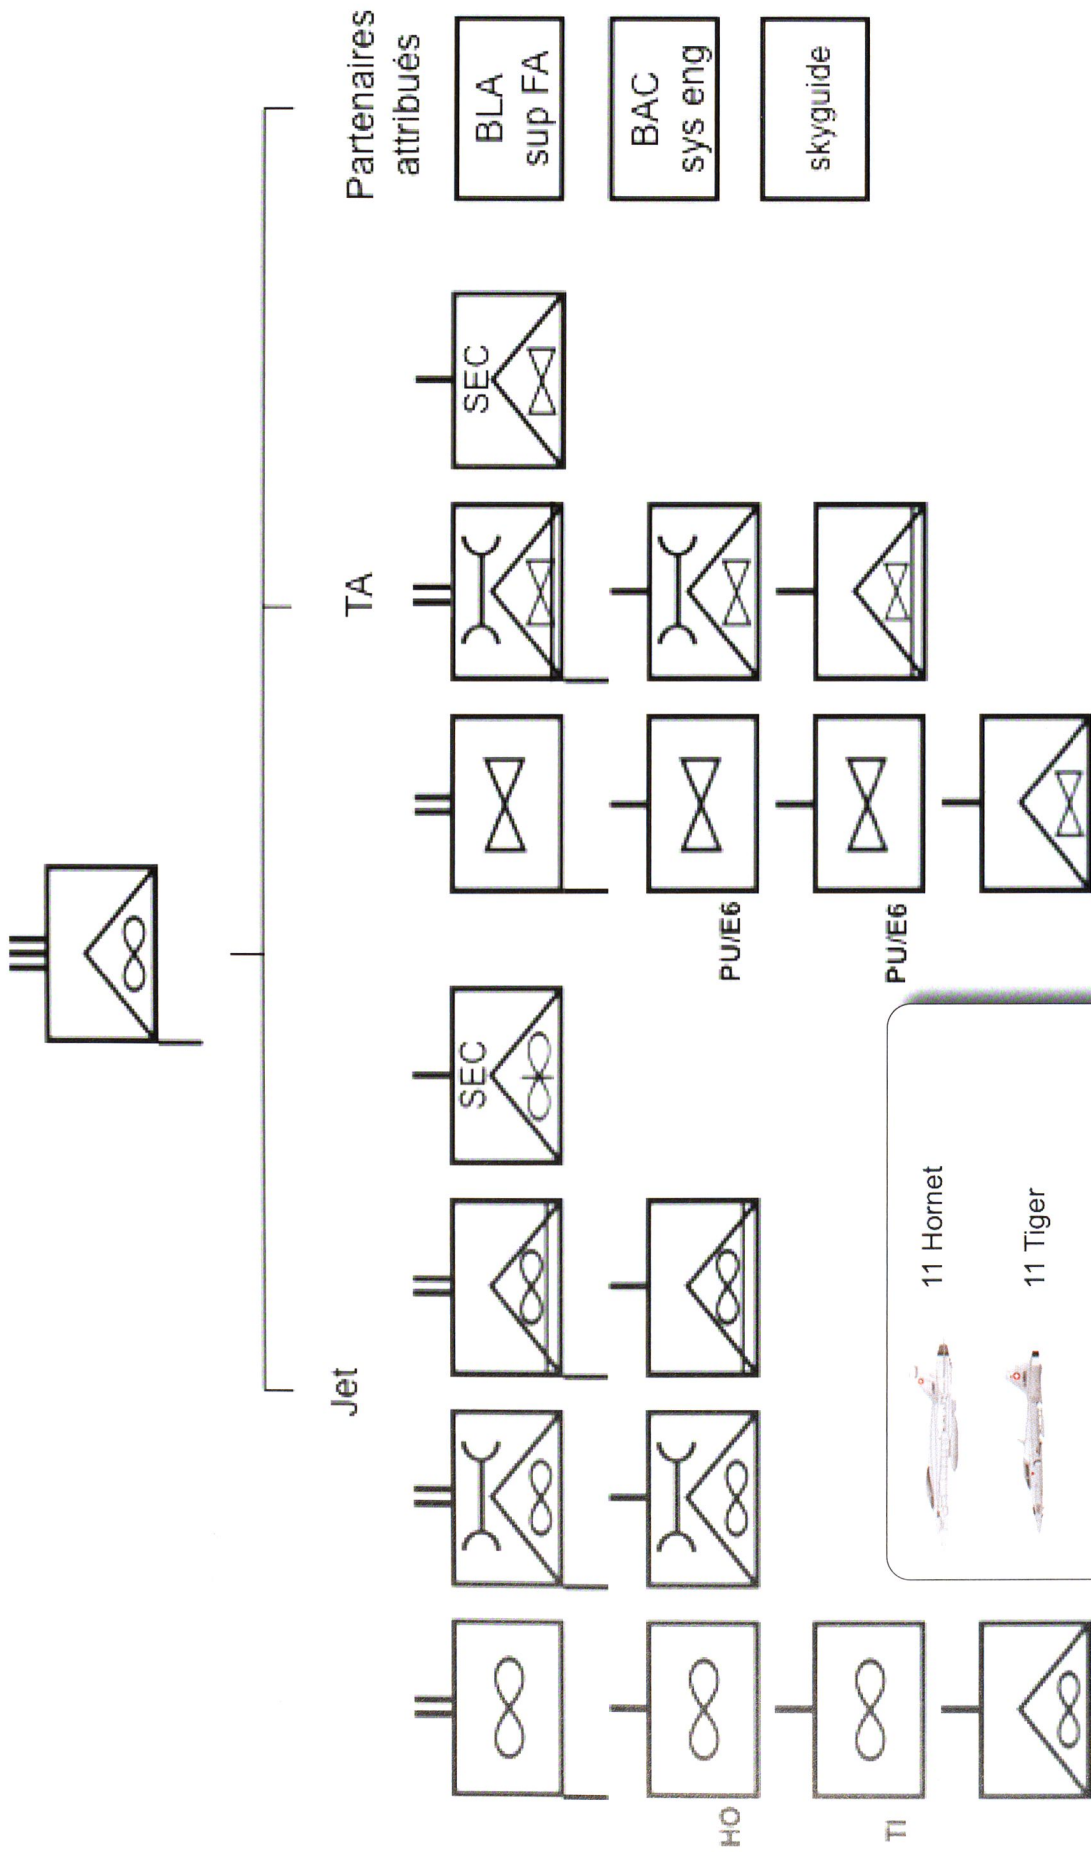 Jet
TA
Partenaires
attribués
SEC
SEC
BLA
sup FA
HO
PU/E6
BAC
sys eng
TI
PU/E6
skyguide
11 Hornet
11 Tiger